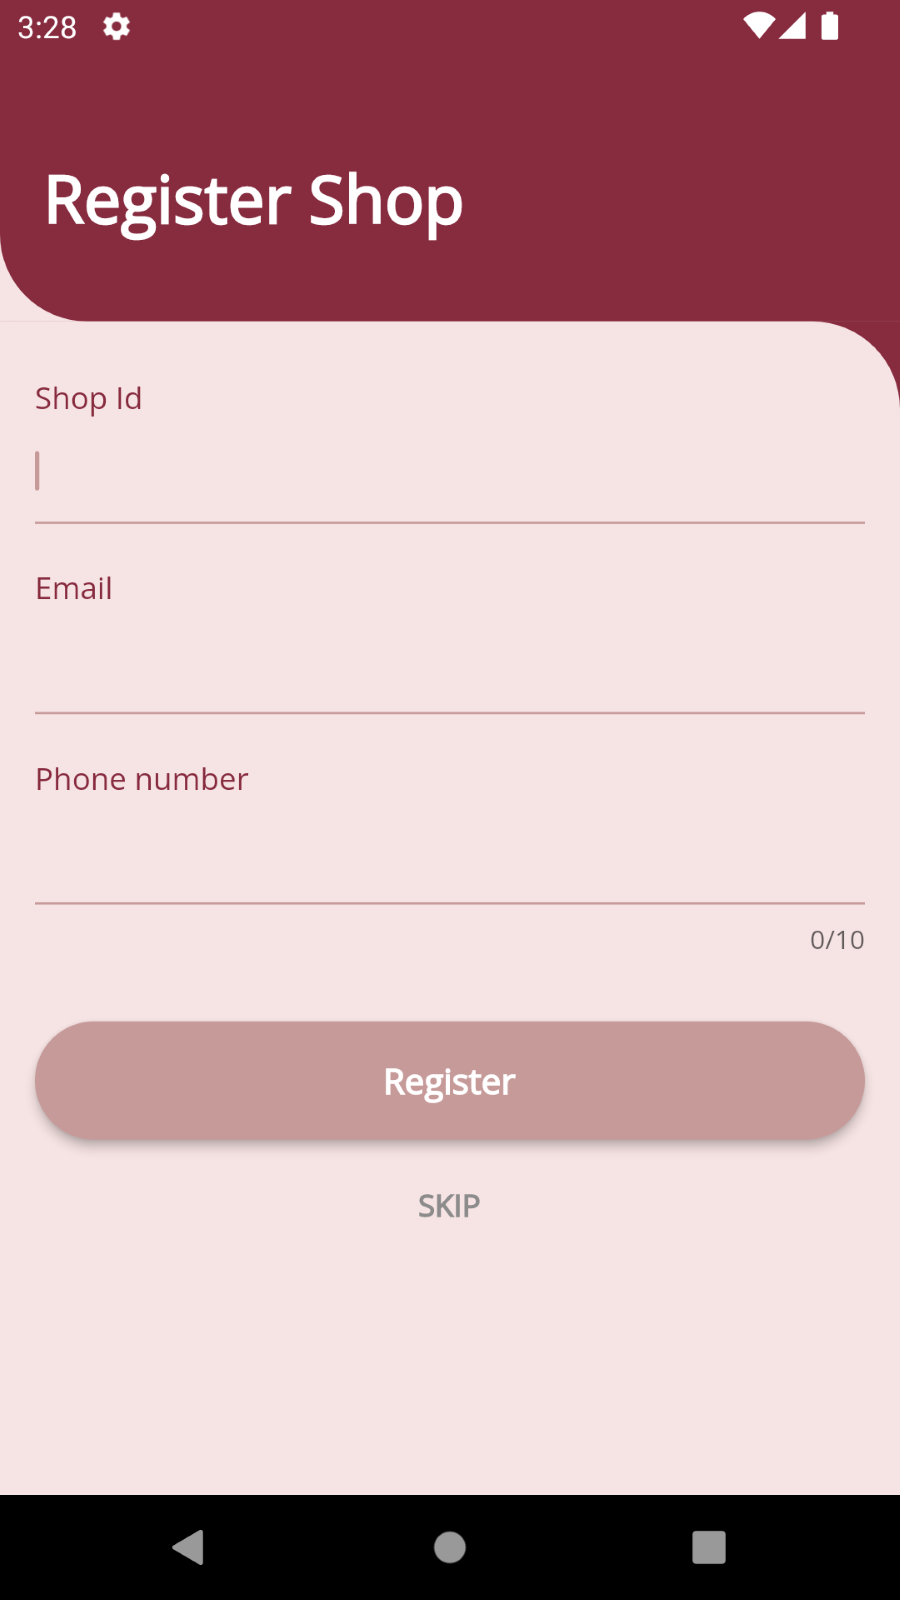 3:28
Register Shop
Shop Id
Email
Phone number
0/10
Register
SKIP